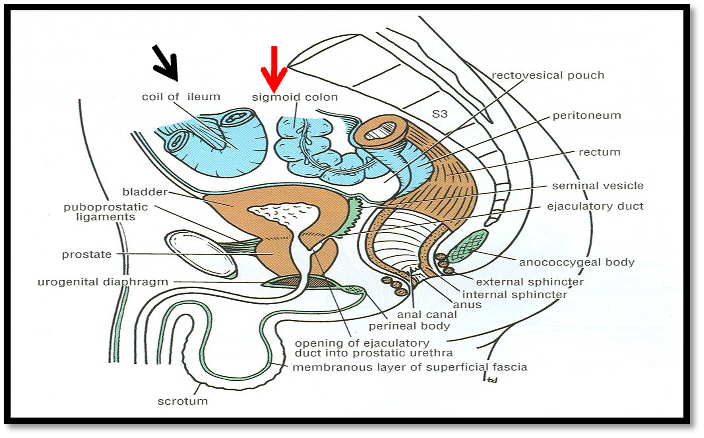 coil of ileum
sigmoid colon
rectovesical pouch
S3
peritoneum
rectum
bladder
seminal vesicle
puboprostatic
ligaments
ejaculatory duct
prostate
anococcygeal body
urogenital diaphragm
external sphincter
internal sphincter
anus
anal canal
perineal body
opening of ejaculatory
duct into prostatic urethra
membranous layer of superficial fascia
scrotum